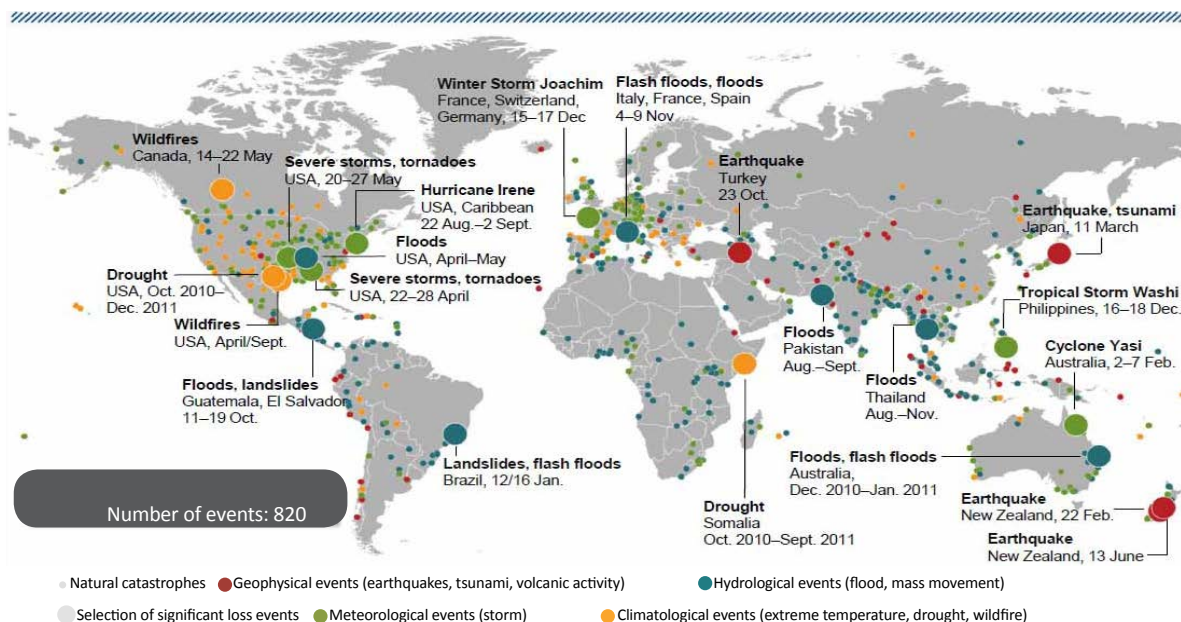 Winter Storm Joachim
France, Switzerland,
Germany, 15–17 Dec
Flash floods, floods
Italy, France, Spain
4–9 Nov
Wildfires
Canada, 14–22 May
Severe storms, tornadoes
USA, 20–27 May
Earthquake
Turkey
23 Oct.
Hurricane Irene
USA, Caribbean
22 Aug.–2 Sept.
Earthquake, tsunami
Japan, 11 March
Floods
USA, April–May
Drought
USA, Oct. 2010–
Dec. 2011
Severe storms, tornadoes
USA, 22–28 April
Tropical Storm Washi
Philippines, 16–18 Dec.
Wildfires
USA, April/Sept.
Floods
Pakistan
Aug.–Sept.
Cyclone Yasi
Australia, 2–7 Feb.
Floods, landslides
Guatemala, El Salvador
11–19 Oct.
Floods
Thailand
Aug.–Nov.
Landslides, flash floods
Brazil, 12/16 Jan.
Floods, flash floods
Australia,
Dec. 2010–Jan. 2011
Number of events: 820
Drought
Somalia
Oct. 2010–Sept. 2011
Earthquake
New Zealand, 22 Feb.
Earthquake
New Zealand, 13 June
Natural catastrophes
Geophysical events (earthquakes, tsunami, volcanic activity)
Hydrological events (flood, mass movement)
Selection of significant loss events
Meteorological events (storm)
Climatological events (extreme temperature, drought, wildfire)